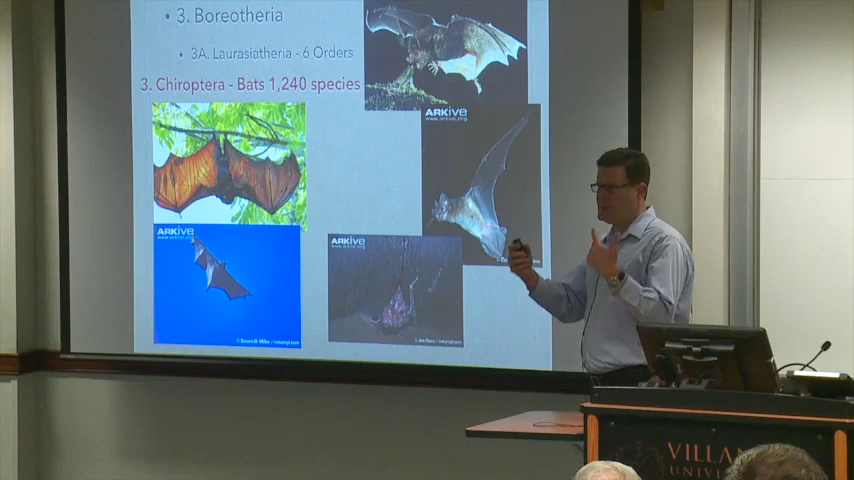 • 3. Boreotheria
• 3A. Laurasiatheria - 6 Orders
3. Chiroptera - Bats 1,240 species
ARKive
www.arkive.org
ARKive
ARKive
www.arkive.org
ARKive
www.arkive.org
VILLA
UNIV